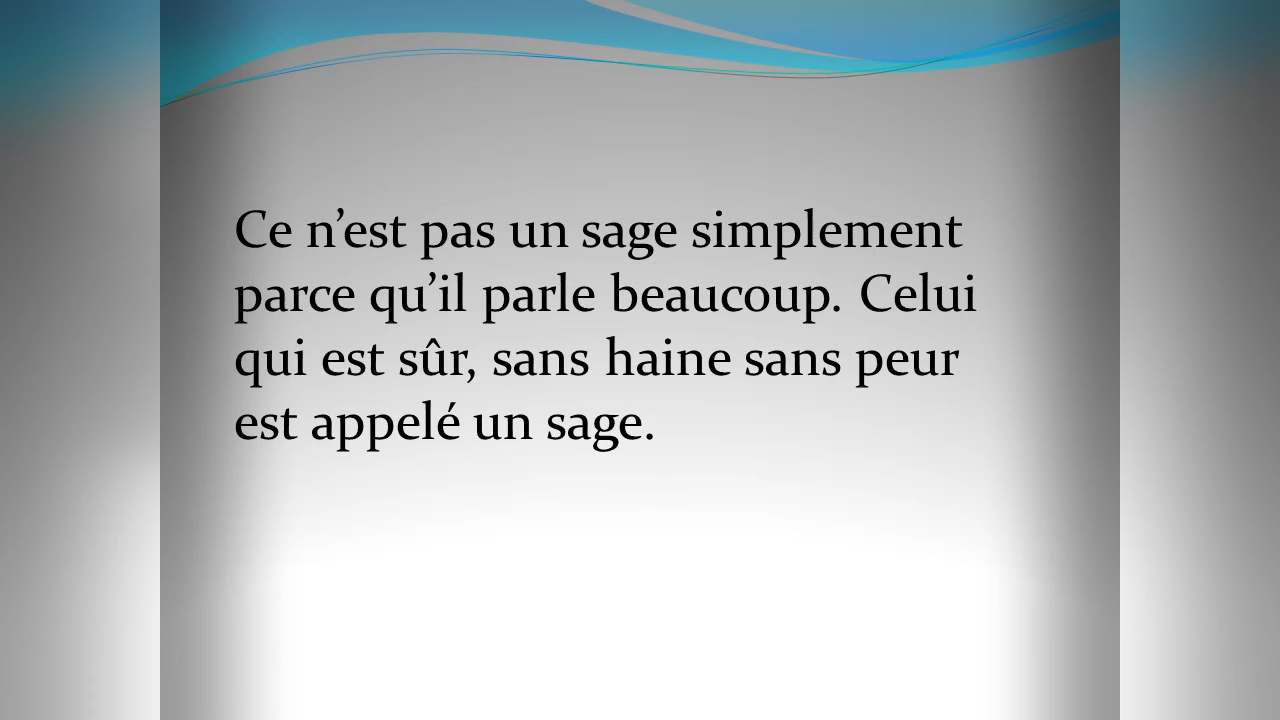 Ce n’est pas un sage simplement
parce qu’il parle beaucoup. Celui
qui est sûr, sans haine sans peur
est appelé un sage.